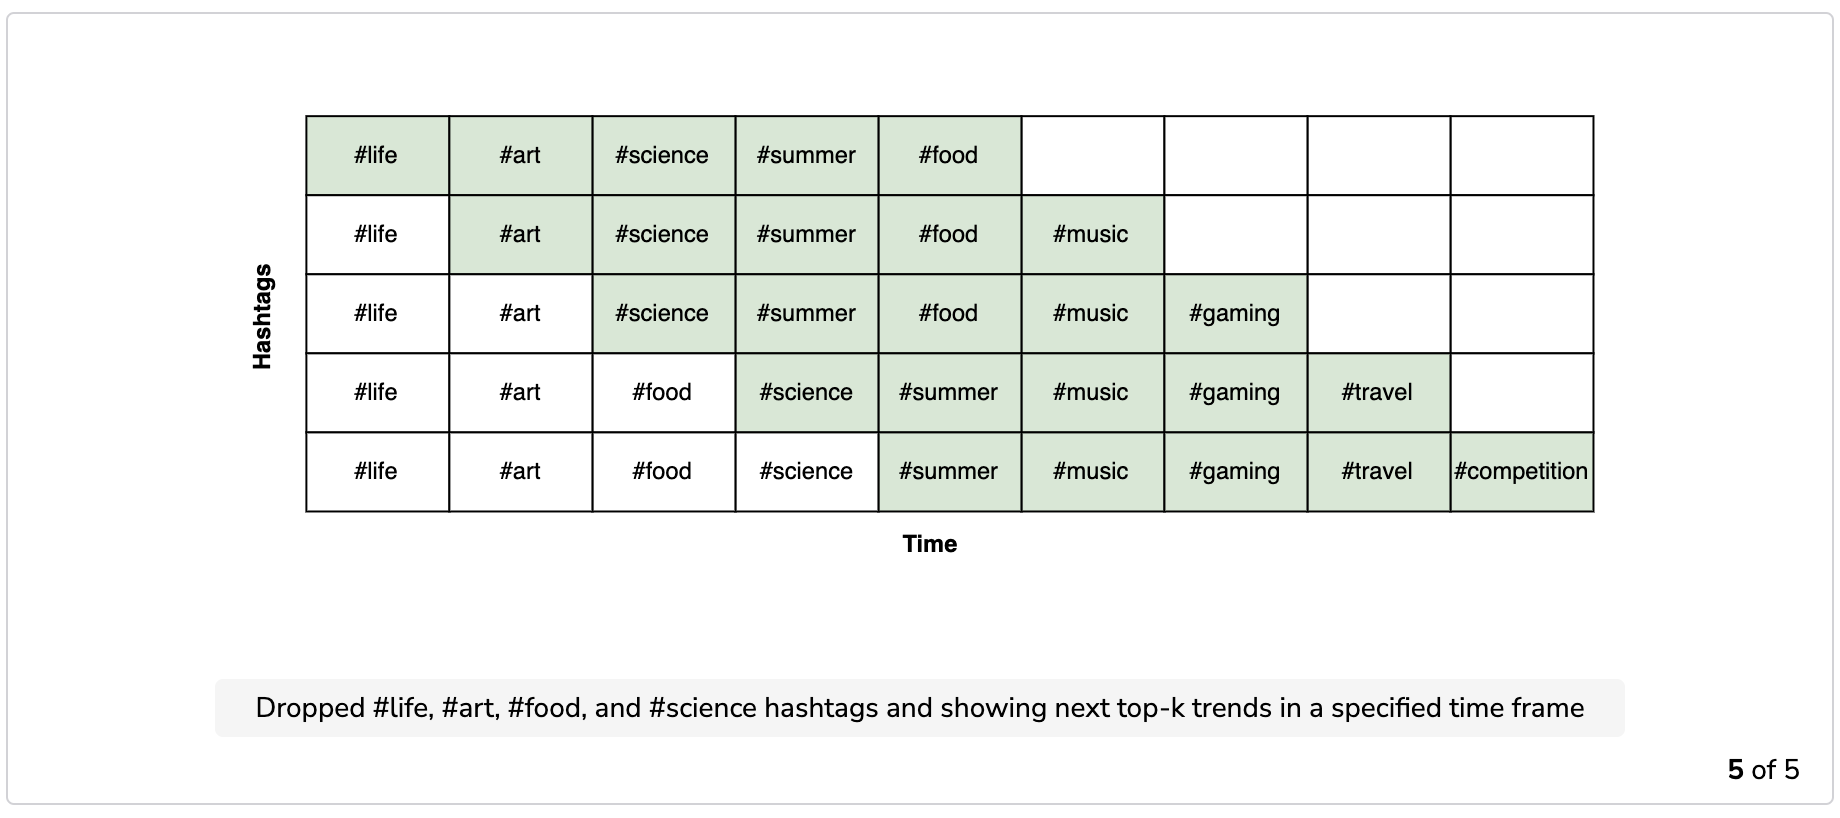 #life #art #science #summer #food
#life #art #science #summer #food #music
#life #art #science #summer #food #music #gaming
#life #art #food #science #summer #music #gaming #travel
#life #art #food #science #summer #music #gaming #travel #competition
Hashtags
Time
Dropped #life, #art, #food, and #science hashtags and showing next top-k trends in a specified time frame
5 of 5